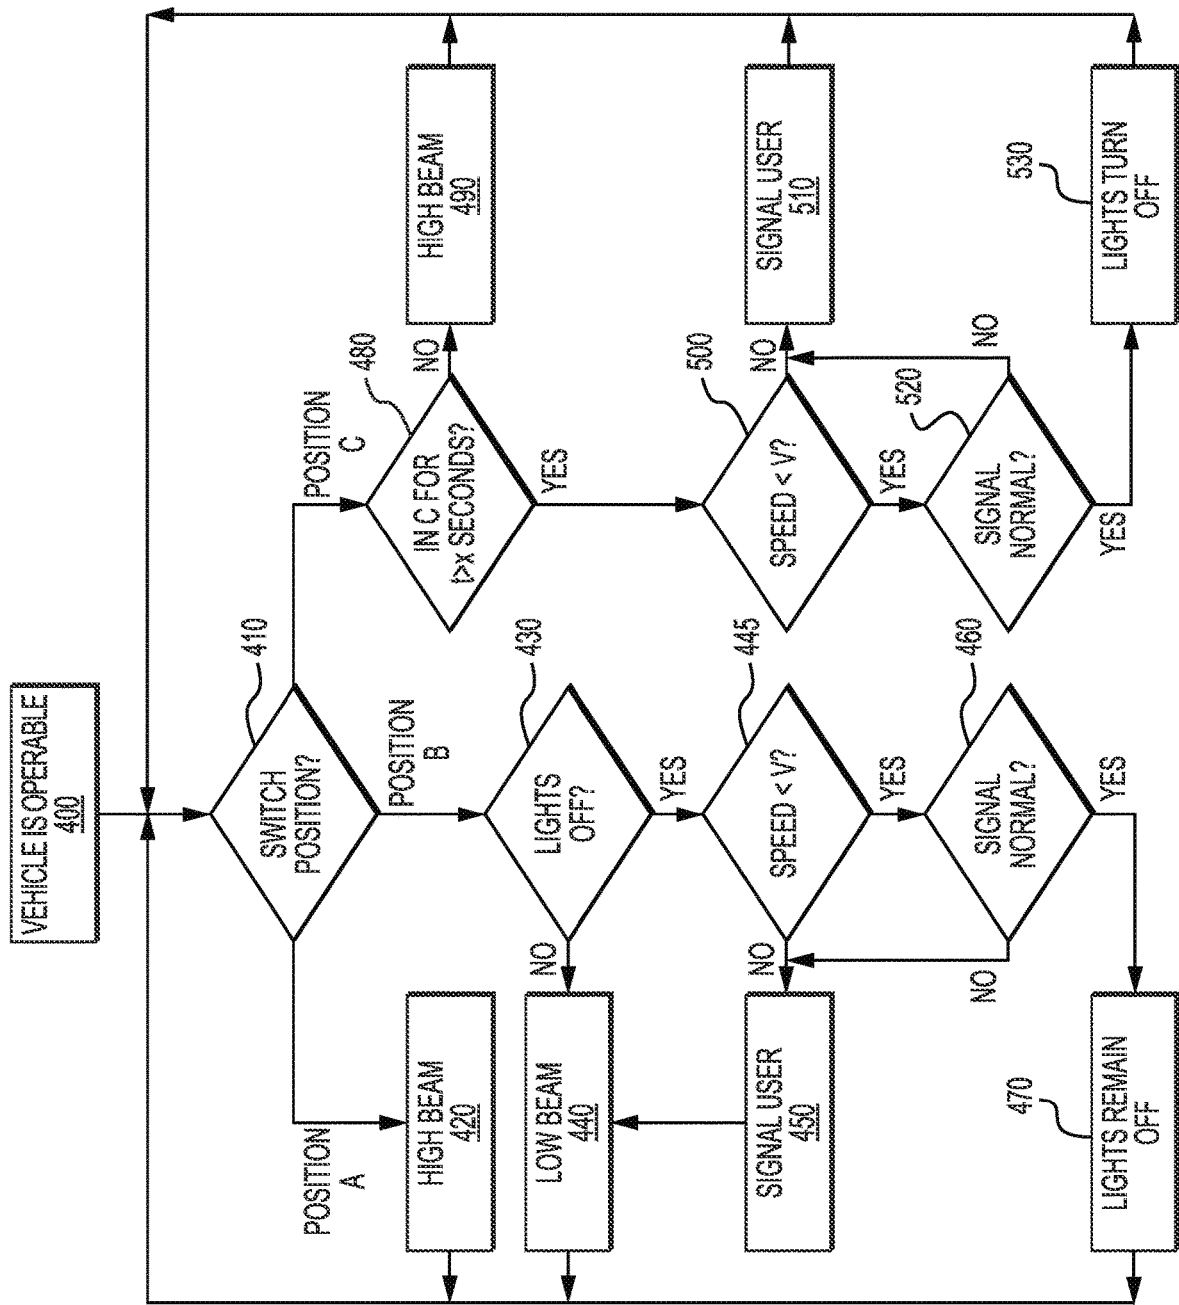 VEHICLE IS OPERABLE
400
410
SWITCH
POSITION?
POSITION
A
POSITION
B
POSITION
C
HIGH BEAM
420
430
LIGHTS
OFF?
NO
YES
LOW BEAM
440
445
SPEED < V?
NO
YES
SIGNAL USER
450
460
SIGNAL
NORMAL?
NO
YES
470
LIGHTS REMAIN
OFF
480
IN C FOR
t>x SECONDS?
NO
YES
HIGH BEAM
490
500
SPEED < V?
NO
YES
SIGNAL USER
510
520
SIGNAL
NORMAL?
NO
YES
530
LIGHTS TURN
OFF